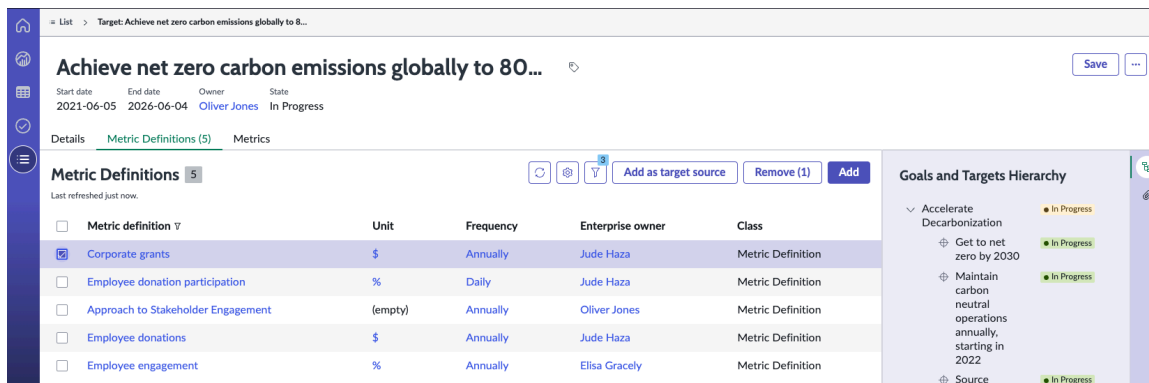 List > Target: Achieve net zero carbon emissions globally to 8...
Achieve net zero carbon emissions globally to 80...
Save ...
Start date End date Owner State
2021-06-05 2026-06-04 Oliver Jones In Progress
Details Metric Definitions (5) Metrics
Metric Definitions 5
3
Add as target source Remove (1) Add
Last refreshed just now.
Metric definition Unit Frequency Enterprise owner Class
Corporate grants $ Annually Jude Haza Metric Definition
Employee donation participation % Daily Jude Haza Metric Definition
Approach to Stakeholder Engagement (empty) Annually Oliver Jones Metric Definition
Employee donations $ Annually Jude Haza Metric Definition
Employee engagement % Annually Elisa Gracely Metric Definition
Goals and Targets Hierarchy
Accelerate In Progress
Decarbonization
Get to net In Progress
zero by 2030
Maintain In Progress
carbon
neutral
operations
annually,
starting in
2022
Source In Progress